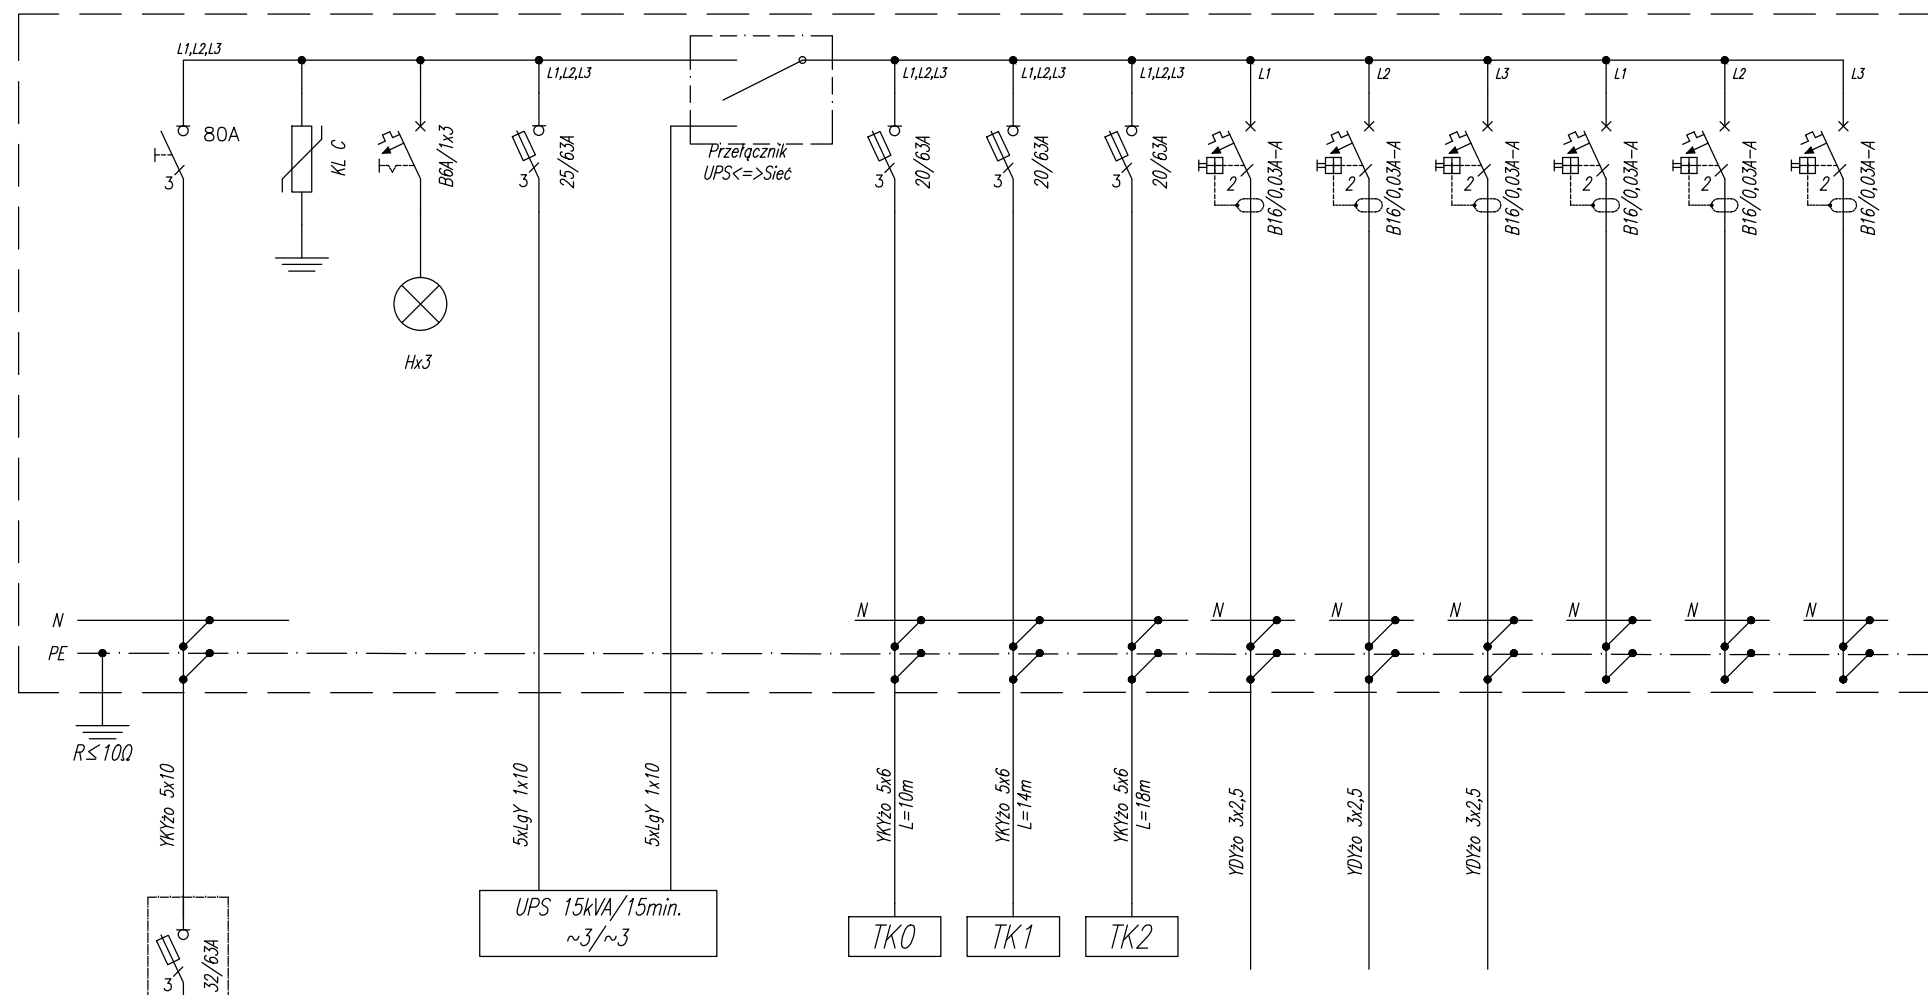 L1,L2,L3
L1,L2,L3
L1,L2,L3
L1,L2,L3
L1,L2,L3
L1
L2
L3
L1
L2
L3
80A
3
KL C
B6A/1x3
Hx3
3
25/63A
Przełącznik
UPS<=>Sieć
3
20/63A
3
20/63A
3
20/63A
2
B16/0,03A-A
2
B16/0,03A-A
2
B16/0,03A-A
2
B16/0,03A-A
2
B16/0,03A-A
2
B16/0,03A-A
N
N
N
N
N
N
N
N
PE
R≤10Ω
YKYżo 5x10
5xLgY 1x10
5xLgY 1x10
YKYżo 5x6
L=10m
YKYżo 5x6
L=14m
YKYżo 5x6
L=18m
YDYżo 3x2,5
YDYżo 3x2,5
YDYżo 3x2,5
UPS 15kVA/15min.
~3/~3
TK0
TK1
TK2
3
32/63A